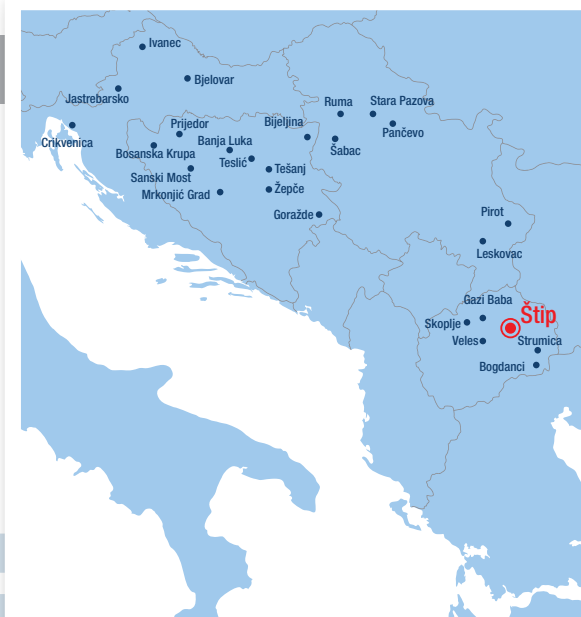 Ivanec
Bjelovar
Jastrebarsko
Crikvenica
Ruma
Stara Pazova
Pančevo
Bijeljina
Šabac
Prijedor
Banja Luka
Bosanska Krupa
Teslić
Tešanj
Sanski Most
Mrkonjić Grad
Žepče
Goražde
Pirot
Leskovac
Gazi Baba
Štip
Skoplje
Veles
Strumica
Bogdanci